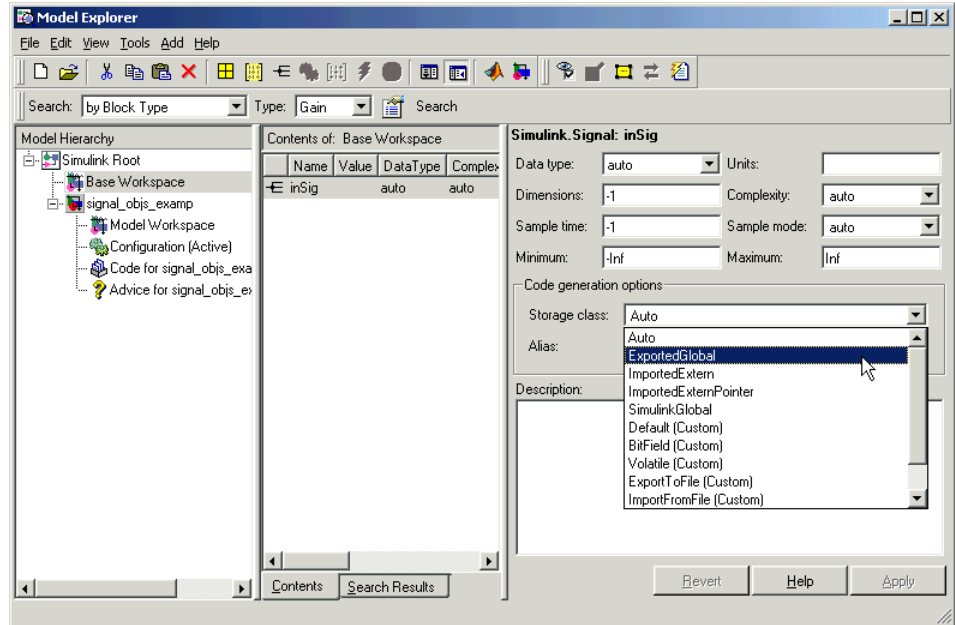 Model Explorer
File Edit View Tools Add Help
Search: by Block Type Type: Gain Search
Model Hierarchy
Simulink Root
Base Workspace
signal_objs_examp
Model Workspace
Configuration (Active)
Code for signal_objs_exa
Advice for signal_objs_e
Contents of: Base Workspace
Name Value DataType Complex
inSig auto auto
Contents Search Results
Simulink.Signal: inSig
Data type: auto Units:
Dimensions: -1 Complexity: auto
Sample time: -1 Sample mode: auto
Minimum: -Inf Maximum: Inf
Code generation options
Storage class: Auto
Alias:
Auto
ExportedGlobal
ImportedExtern
ImportedExternPointer
SimulinkGlobal
Default (Custom)
BitField (Custom)
Volatile (Custom)
ExportToFile (Custom)
ImportFromFile (Custom)
Description:
Revert Help Apply